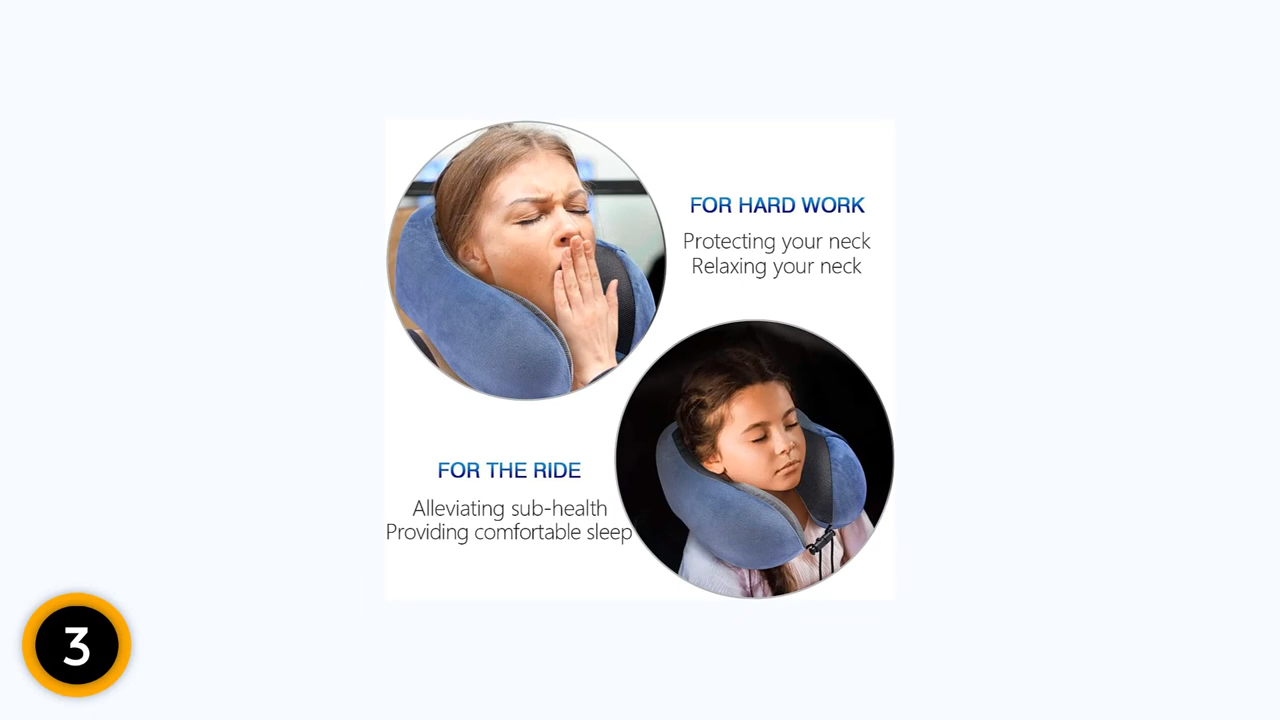 FOR HARD WORK
Protecting your neck
Relaxing your neck
FOR THE RIDE
Alleviating sub-health
Providing comfortable sleep
3